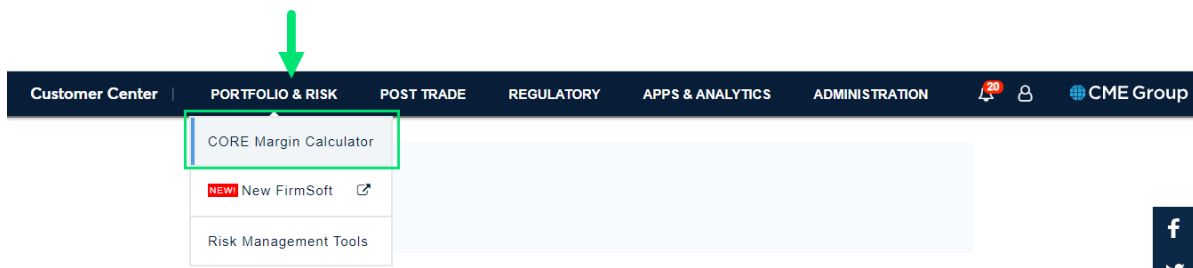 Customer Center | PORTFOLIO & RISK POST TRADE REGULATORY APPS & ANALYTICS ADMINISTRATION 20 CME Group
CORE Margin Calculator
NEW! New FirmSoft
Risk Management Tools